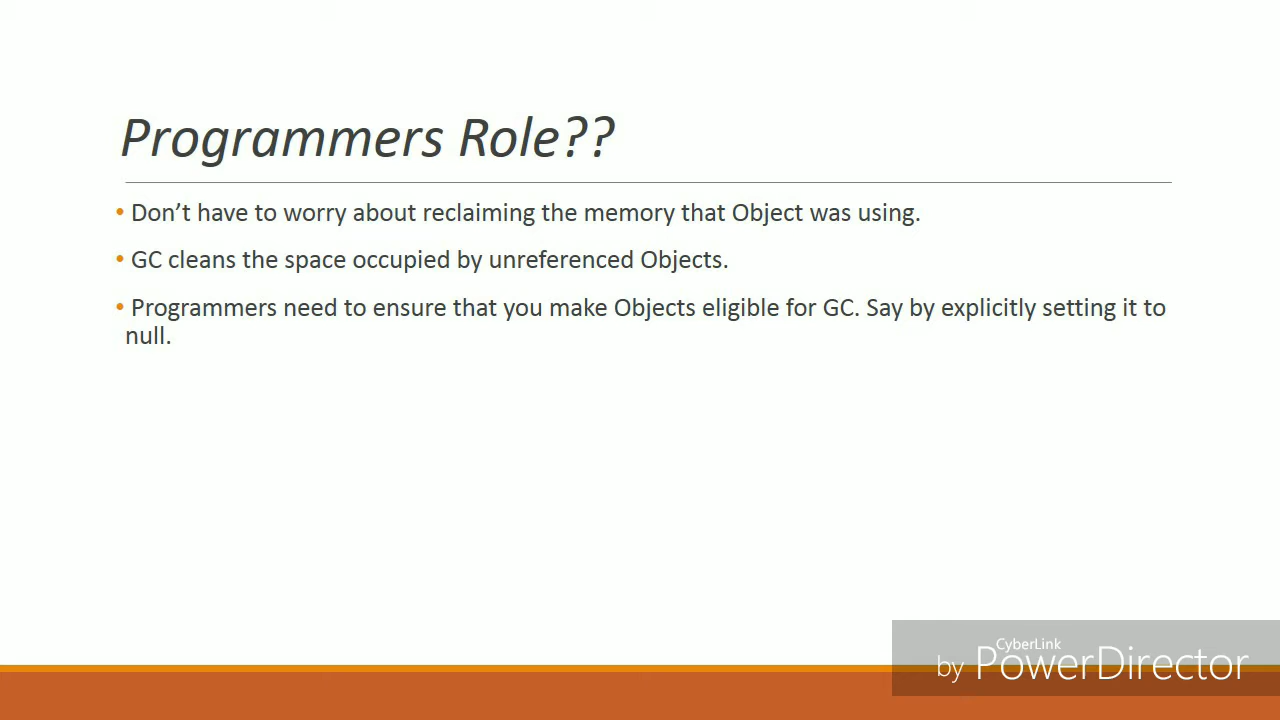 Programmers Role??
• Don’t have to worry about reclaiming the memory that Object was using.
• GC cleans the space occupied by unreferenced Objects.
• Programmers need to ensure that you make Objects eligible for GC. Say by explicitly setting it to
null.
CyberLink
by PowerDirector